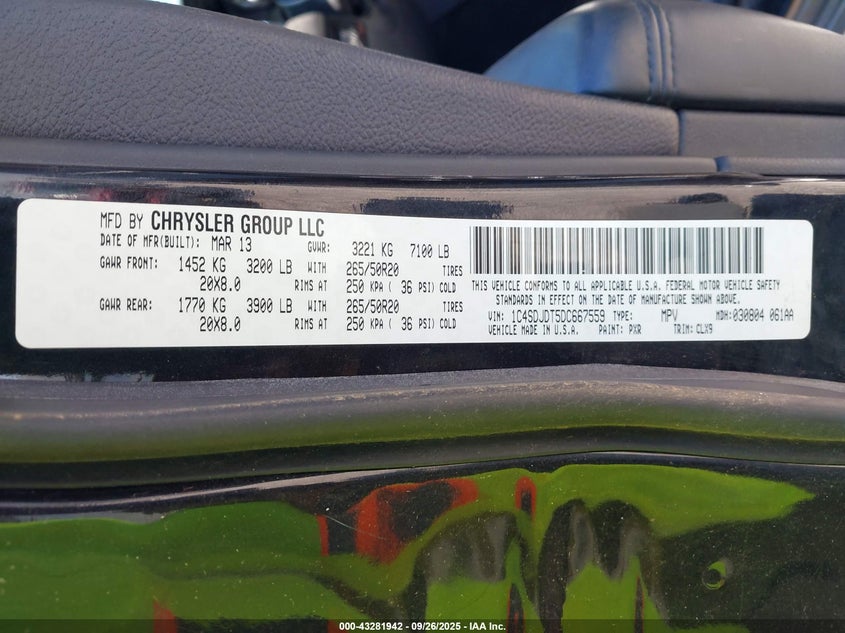 MFD BY CHRYSLER GROUP LLC
DATE OF MFR(BUILT): MAR 13 GVWR: 3221 KG 7100 LB
GAWR FRONT: 1452 KG 3200 LB WITH 265/50R20 TIRES
20X8.0 RIMS AT 250 KPA ( 36 PSI) COLD
GAWR REAR: 1770 KG 3900 LB WITH 265/50R20 TIRES
20X8.0 RIMS AT 250 KPA ( 36 PSI) COLD
THIS VEHICLE CONFORMS TO ALL APPLICABLE U.S.A. FEDERAL MOTOR VEHICLE SAFETY
STANDARDS IN EFFECT ON THE DATE OF MANUFACTURE SHOWN ABOVE.
VIN: 1C4SDJDT5DC667559 TYPE: MPV MDH: 030804 061AA
VEHICLE MADE IN U.S.A. PAINT: PXR TRIM: CLX9
000-43281942 - 09/26/2025 - IAA Inc.